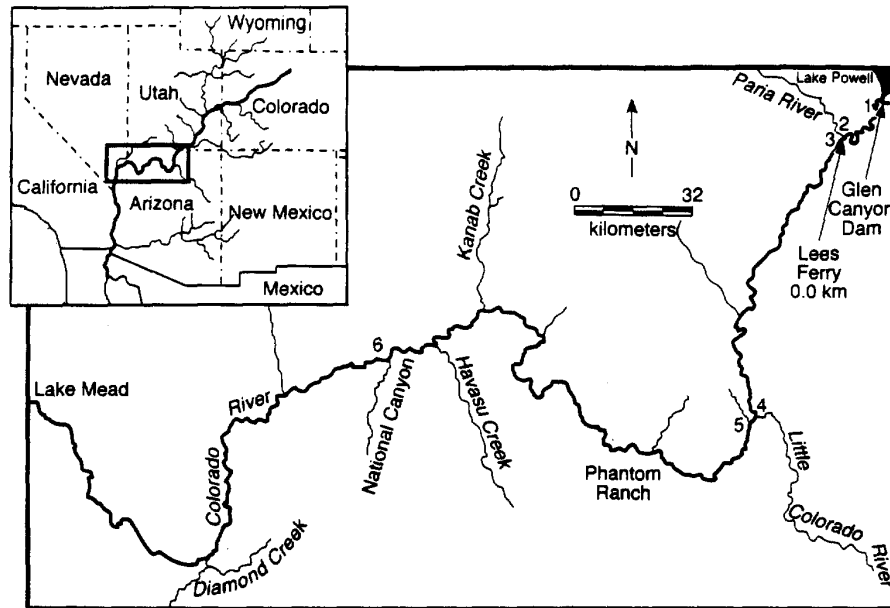 Wyoming
Nevada
Utah
Colorado
California
Arizona
New Mexico
Mexico
Lake Powell
Paria River
1
2
3
Glen
Canyon
Dam
Lees
Ferry
0.0 km
N
0 32
kilometers
Kanab Creek
6
Lake Mead
River
Colorado
National Canyon
Havasu Creek
Diamond Creek
Phantom
Ranch
4
5
Little
Colorado
River